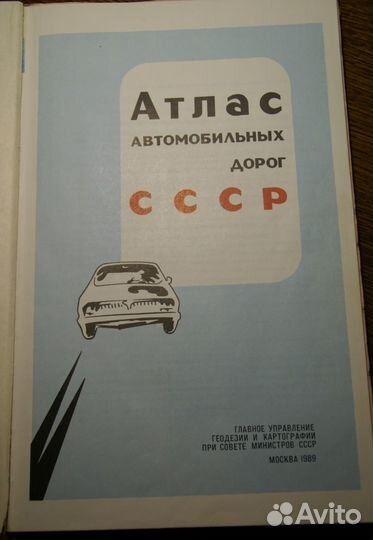 Атлас
АВТОМОБИЛЬНЫХ
ДОРОГ
СССР
ГЛАВНОЕ УПРАВЛЕНИЕ
ГЕОДЕЗИИ И КАРТОГРАФИИ
ПРИ СОВЕТЕ МИНИСТРОВ СССР
МОСКВА 1989
Avito